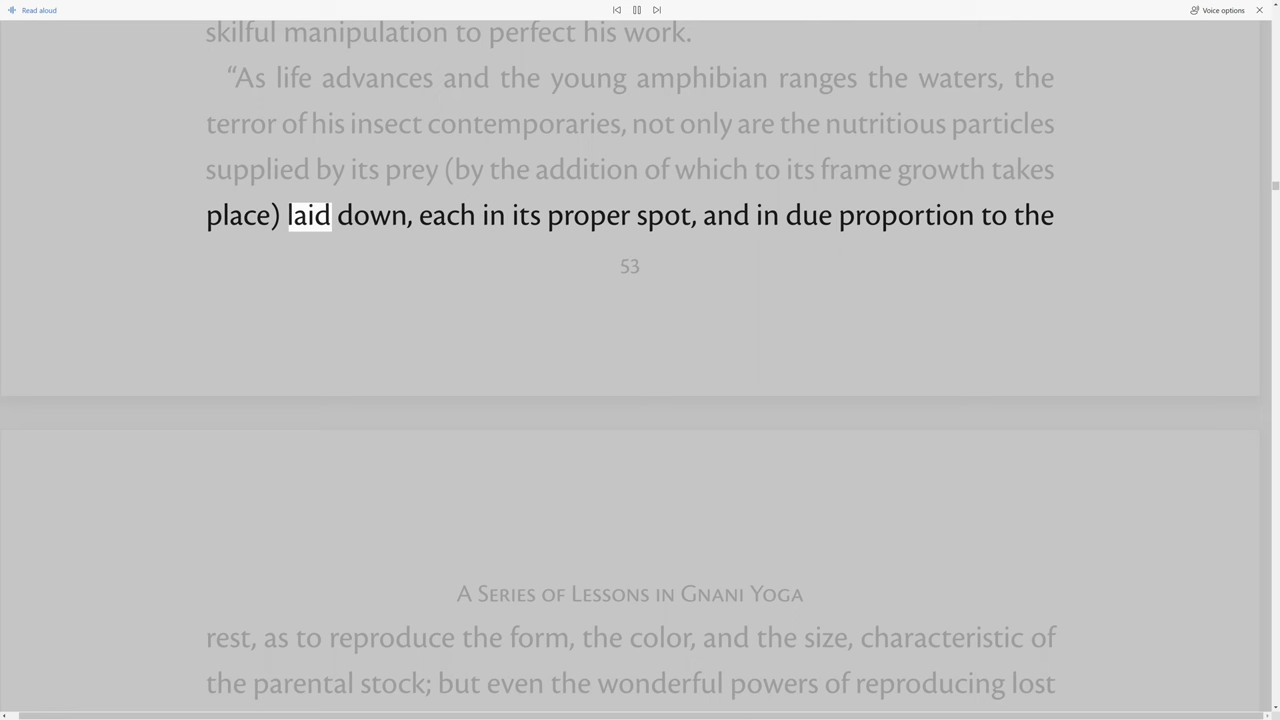 Read aloud
Voice options
skilful manipulation to perfect his work.
“As life advances and the young amphibian ranges the waters, the
terror of his insect contemporaries, not only are the nutritious particles
supplied by its prey (by the addition of which to its frame growth takes
place) laid down, each in its proper spot, and in due proportion to the
53
A Series of Lessons in Gnani Yoga
rest, as to reproduce the form, the color, and the size, characteristic of
the parental stock; but even the wonderful powers of reproducing lost